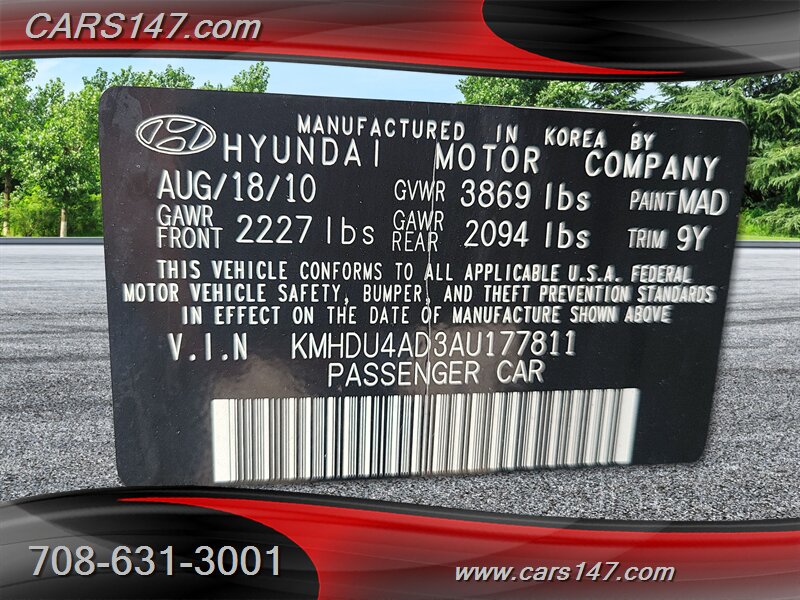 CARS147.com
MANUFACTURED IN KOREA BY
HYUNDAI MOTOR COMPANY
AUG/18/10 GVWR 3869 lbs PAINT MAD
GAWR FRONT 2227 lbs GAWR REAR 2094 lbs TRIM 9Y
THIS VEHICLE CONFORMS TO ALL APPLICABLE U.S.A. FEDERAL
MOTOR VEHICLE SAFETY, BUMPER, AND THEFT PREVENTION STANDARDS
IN EFFECT ON THE DATE OF MANUFACTURE SHOWN ABOVE
V.I.N KMHDU4AD3AU177811
PASSENGER CAR
708-631-3001
www.cars147.com